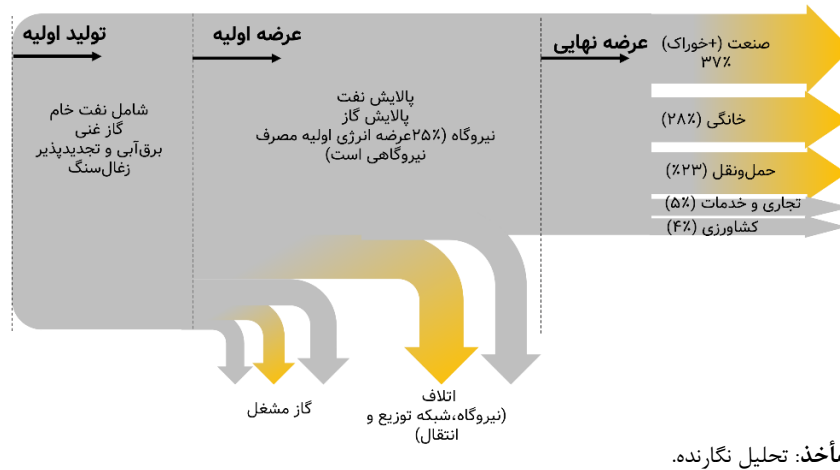 تولید اولیه
عرضه اولیه
عرضه نهایی
شامل نفت خام
گاز غنی
برق‌آبی و تجدیدپذیر
زغال‌سنگ
پالایش نفت
پالایش گاز
نیروگاه (۲۵٪عرضه انرژی اولیه مصرف
نیروگاهی است)
صنعت (+خوراک)
۳۷٪
خانگی (۲۸٪)
حمل‌ونقل (۲۳٪)
تجاری و خدمات (۵٪)
کشاورزی (۴٪)
گاز مشعل
اتلاف
(نیروگاه،شبکه توزیع و
انتقال)
مأخذ: تحلیل نگارنده.